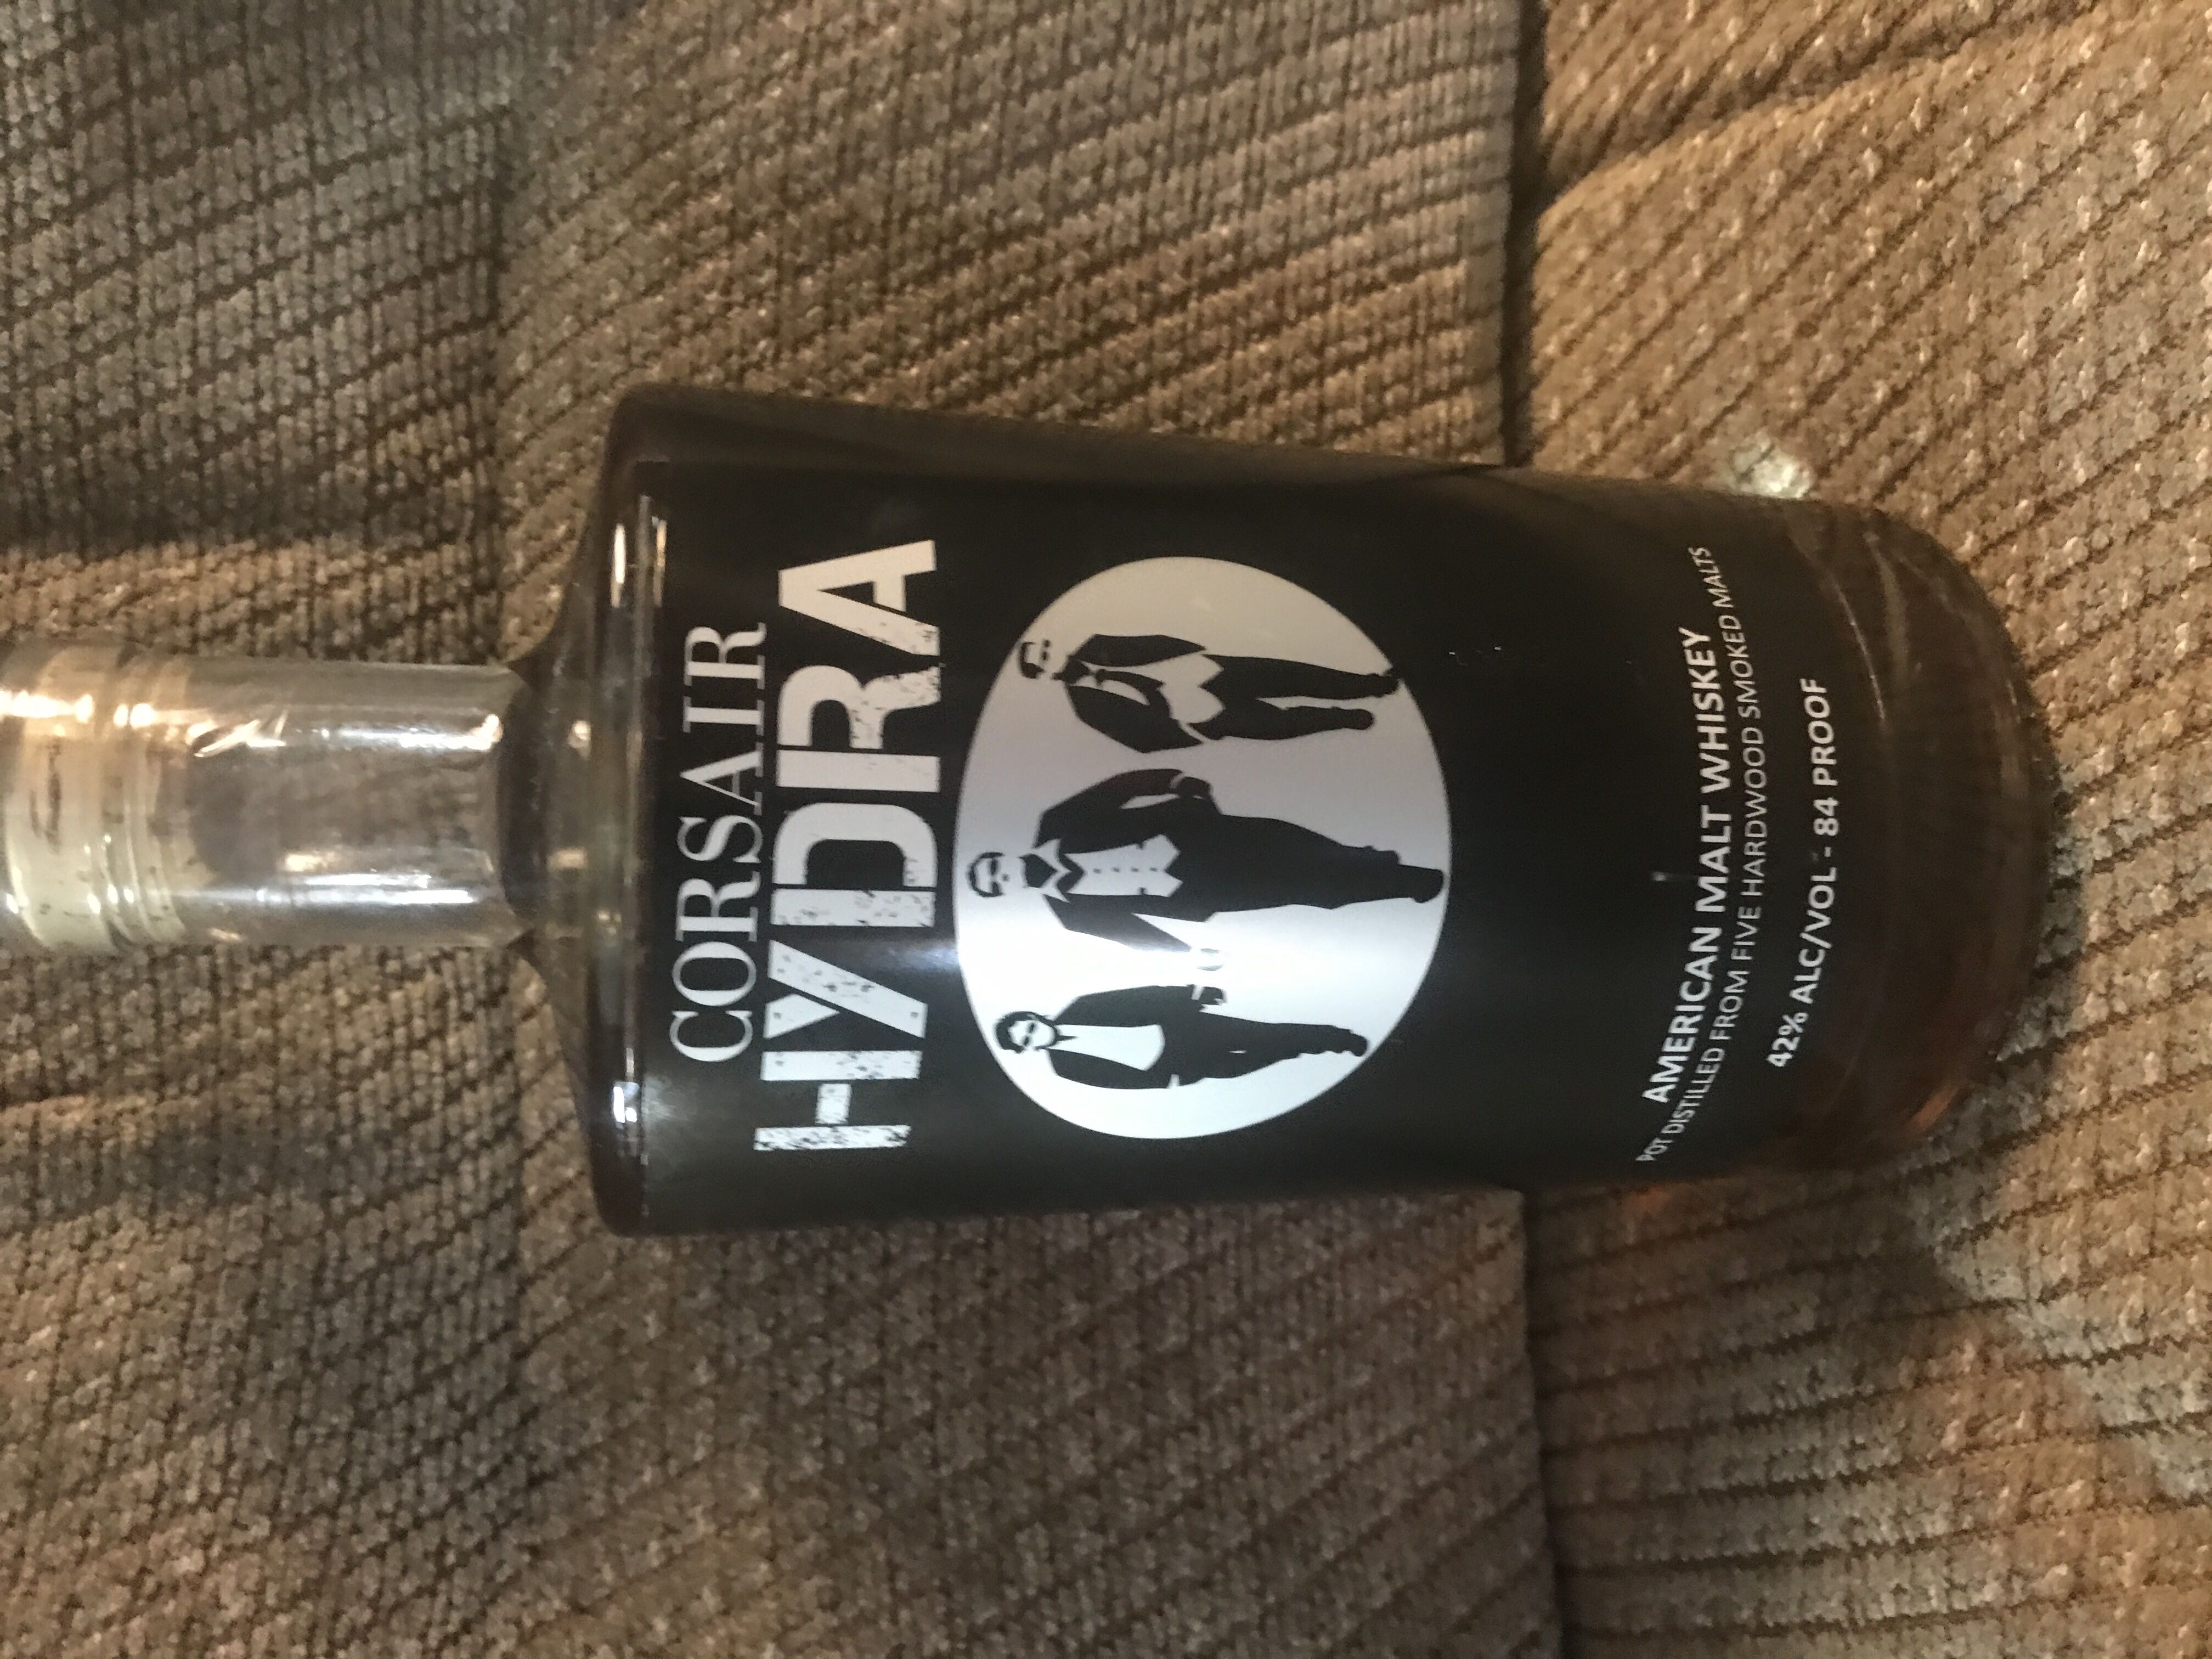 CORSAIR
HYDRA
AMERICAN MALT WHISKEY
POT DISTILLED FROM FIVE HARDWOOD SMOKED MALTS
42% ALC/VOL - 84 PROOF